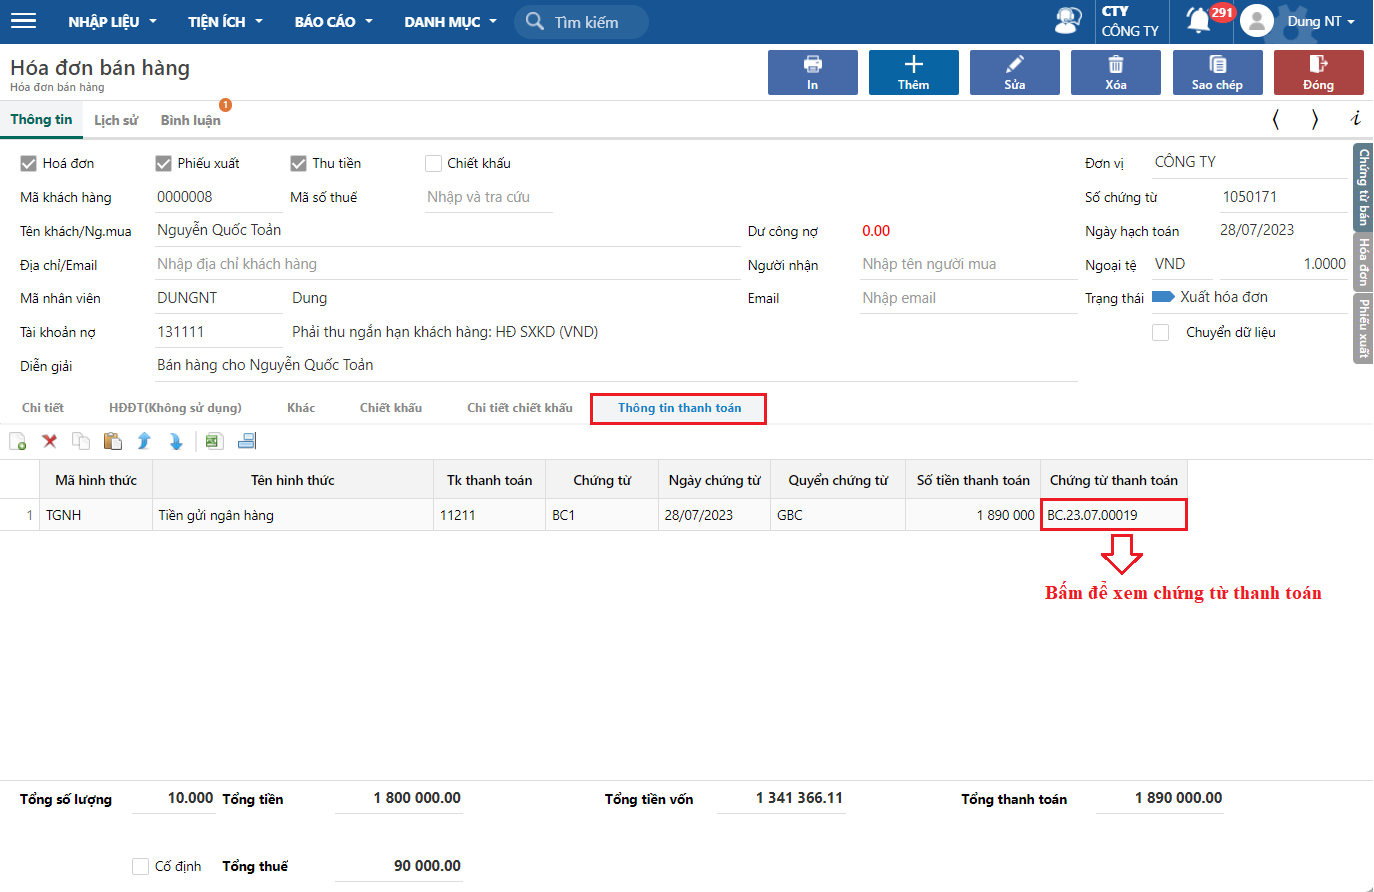 NHẬP LIỆU TIỆN ÍCH BÁO CÁO DANH MỤC Tìm kiếm CTY CÔNG TY 291 Dung NT
Hóa đơn bán hàng
Hóa đơn bán hàng
In Thêm Sửa Xóa Sao chép Đóng
Thông tin Lịch sử Bình luận 1
Hoá đơn Phiếu xuất Thu tiền Chiết khấu Đơn vị CÔNG TY
Mã khách hàng 0000008 Mã số thuế Nhập và tra cứu Số chứng từ 1050171
Tên khách/Ng.mua Nguyễn Quốc Toản Dư công nợ 0.00 Ngày hạch toán 28/07/2023
Địa chỉ/Email Nhập địa chỉ khách hàng Người nhận Nhập tên người mua Ngoại tệ VND 1.0000
Mã nhân viên DUNGNT Dung Email Nhập email Trạng thái Xuất hóa đơn
Tài khoản nợ 131111 Phải thu ngắn hạn khách hàng: HĐ SXKD (VND) Chuyển dữ liệu
Diễn giải Bán hàng cho Nguyễn Quốc Toản
Chứng từ bán
Hóa đơn
Phiếu xuất
Chi tiết HĐĐT(Không sử dụng) Khác Chiết khấu Chi tiết chiết khấu Thông tin thanh toán
Mã hình thức Tên hình thức Tk thanh toán Chứng từ Ngày chứng từ Quyển chứng từ Số tiền thanh toán Chứng từ thanh toán
1 TGNH Tiền gửi ngân hàng 11211 BC1 28/07/2023 GBC 1 890 000 BC.23.07.00019
Bấm để xem chứng từ thanh toán
Tổng số lượng 10.000 Tổng tiền 1 800 000.00 Tổng tiền vốn 1 341 366.11 Tổng thanh toán 1 890 000.00
Cố định Tổng thuế 90 000.00